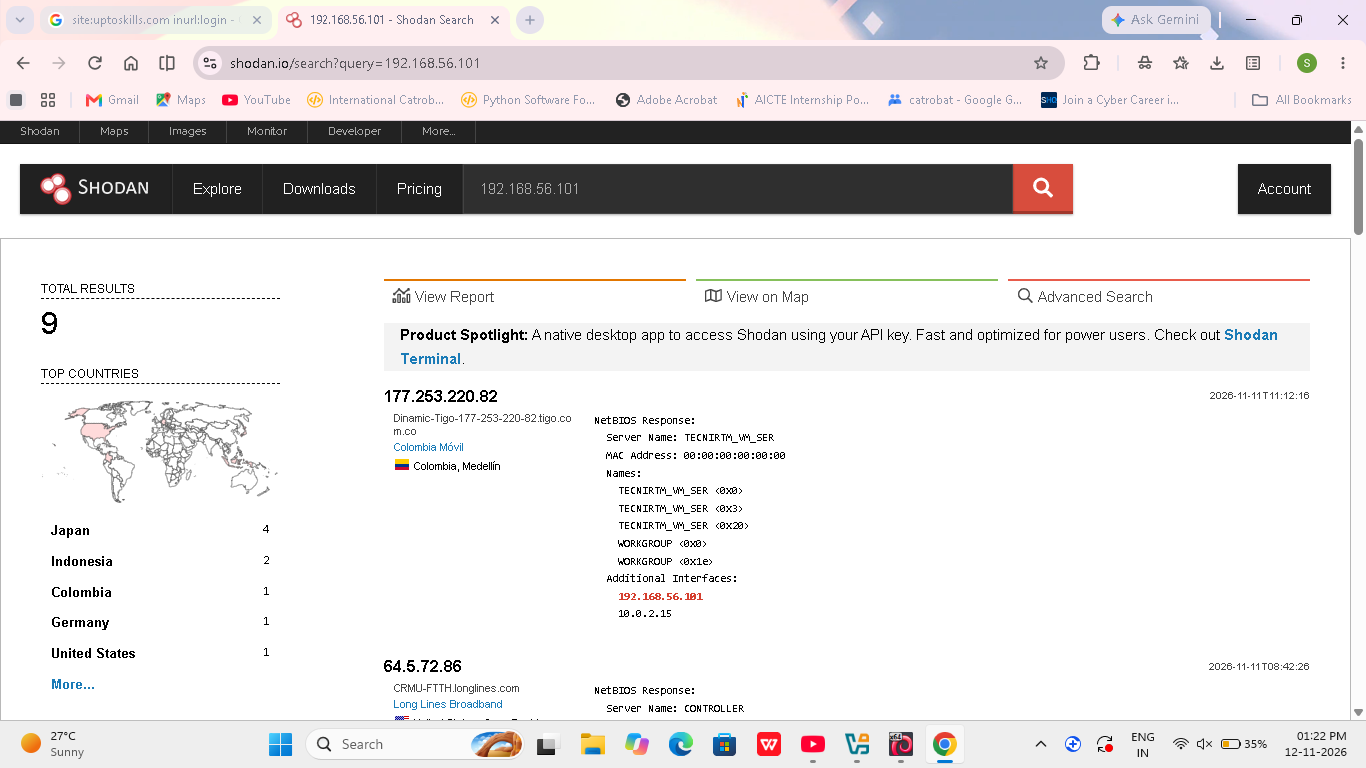 site:uptoskills.com inurl:login -
192.168.56.101 - Shodan Search
Ask Gemini
shodan.io/search?query=192.168.56.101
S
Gmail
Maps
YouTube
International Catrob...
Python Software Fo...
Adobe Acrobat
AICTE Internship Po...
catrobat - Google G...
Join a Cyber Career i...
All Bookmarks
Shodan
Maps
Images
Monitor
Developer
More...
SHODAN
Explore
Downloads
Pricing
192.168.56.101
Account
TOTAL RESULTS
9
TOP COUNTRIES
Japan 4
Indonesia 2
Colombia 1
Germany 1
United States 1
More...
View Report
View on Map
Advanced Search
Product Spotlight: A native desktop app to access Shodan using your API key. Fast and optimized for power users. Check out Shodan
Terminal.
177.253.220.82
2026-11-11T11:12:16
Dinamic-Tigo-177-253-220-82.tigo.co
m.co
Colombia Móvil
Colombia, Medellín
NetBIOS Response:
Server Name: TECNIRTM_VM_SER
MAC Address: 00:00:00:00:00:00
Names:
TECNIRTM_VM_SER <0x0>
TECNIRTM_VM_SER <0x3>
TECNIRTM_VM_SER <0x20>
WORKGROUP <0x0>
WORKGROUP <0x1e>
Additional Interfaces:
192.168.56.101
10.0.2.15
64.5.72.86
2026-11-11T08:42:26
CRMU-FTTH.longlines.com
Long Lines Broadband
NetBIOS Response:
Server Name: CONTROLLER
27°C
Sunny
Search
ENG
IN
35%
01:22 PM
12-11-2026